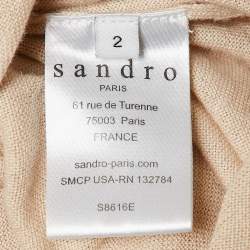 2
sandro
PARIS
61 rue de Turenne
75003 Paris
FRANCE
sandro-paris.com
SMCP USA-RN 132784
S8616E